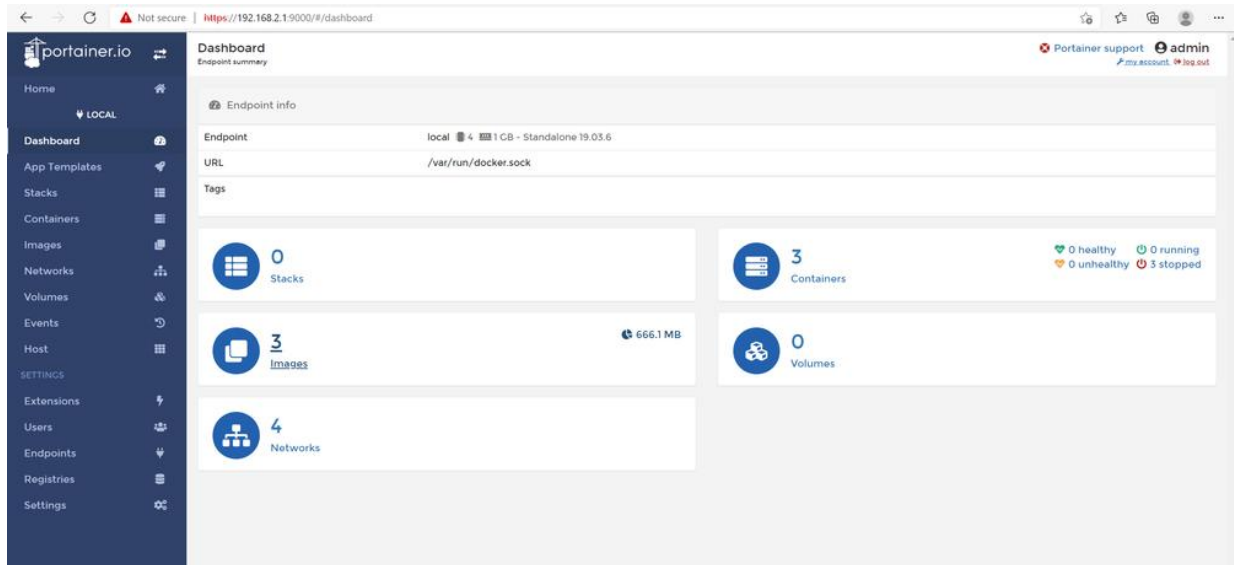 Not secure | https://192.168.2.1:9000/#/dashboard
portainer.io
Home
LOCAL
Dashboard
App Templates
Stacks
Containers
Images
Networks
Volumes
Events
Host
SETTINGS
Extensions
Users
Endpoints
Registries
Settings
Dashboard
Endpoint summary
Portainer support admin
my account log out
Endpoint info
Endpoint local 4 1 GB - Standalone 19.03.6
URL /var/run/docker.sock
Tags
0
Stacks
3
Containers
0 healthy 0 running
0 unhealthy 3 stopped
3
Images
666.1 MB
0
Volumes
4
Networks